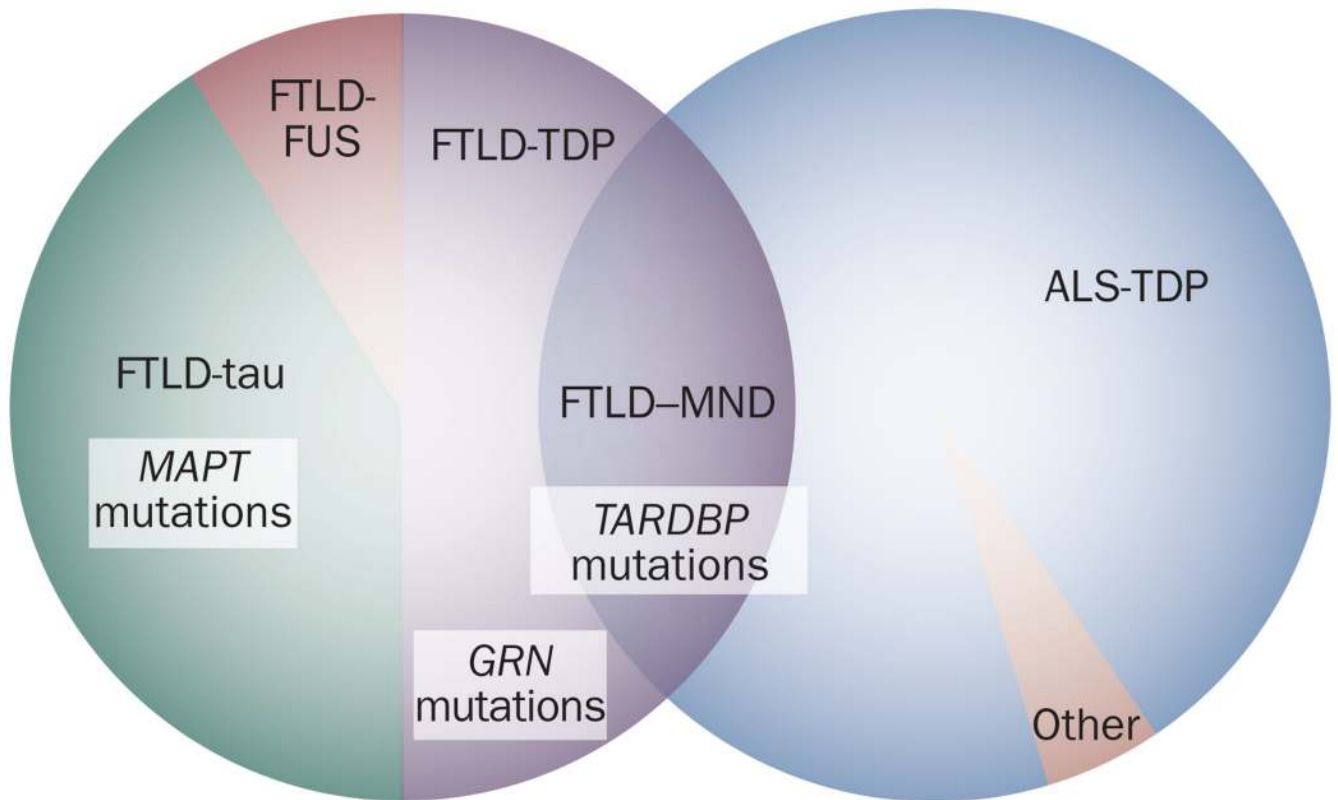 FTLD-
FUS
FTLD-TDP
ALS-TDP
FTLD-tau
FTLD–MND
MAPT
mutations
TARDBP
mutations
GRN
mutations
Other